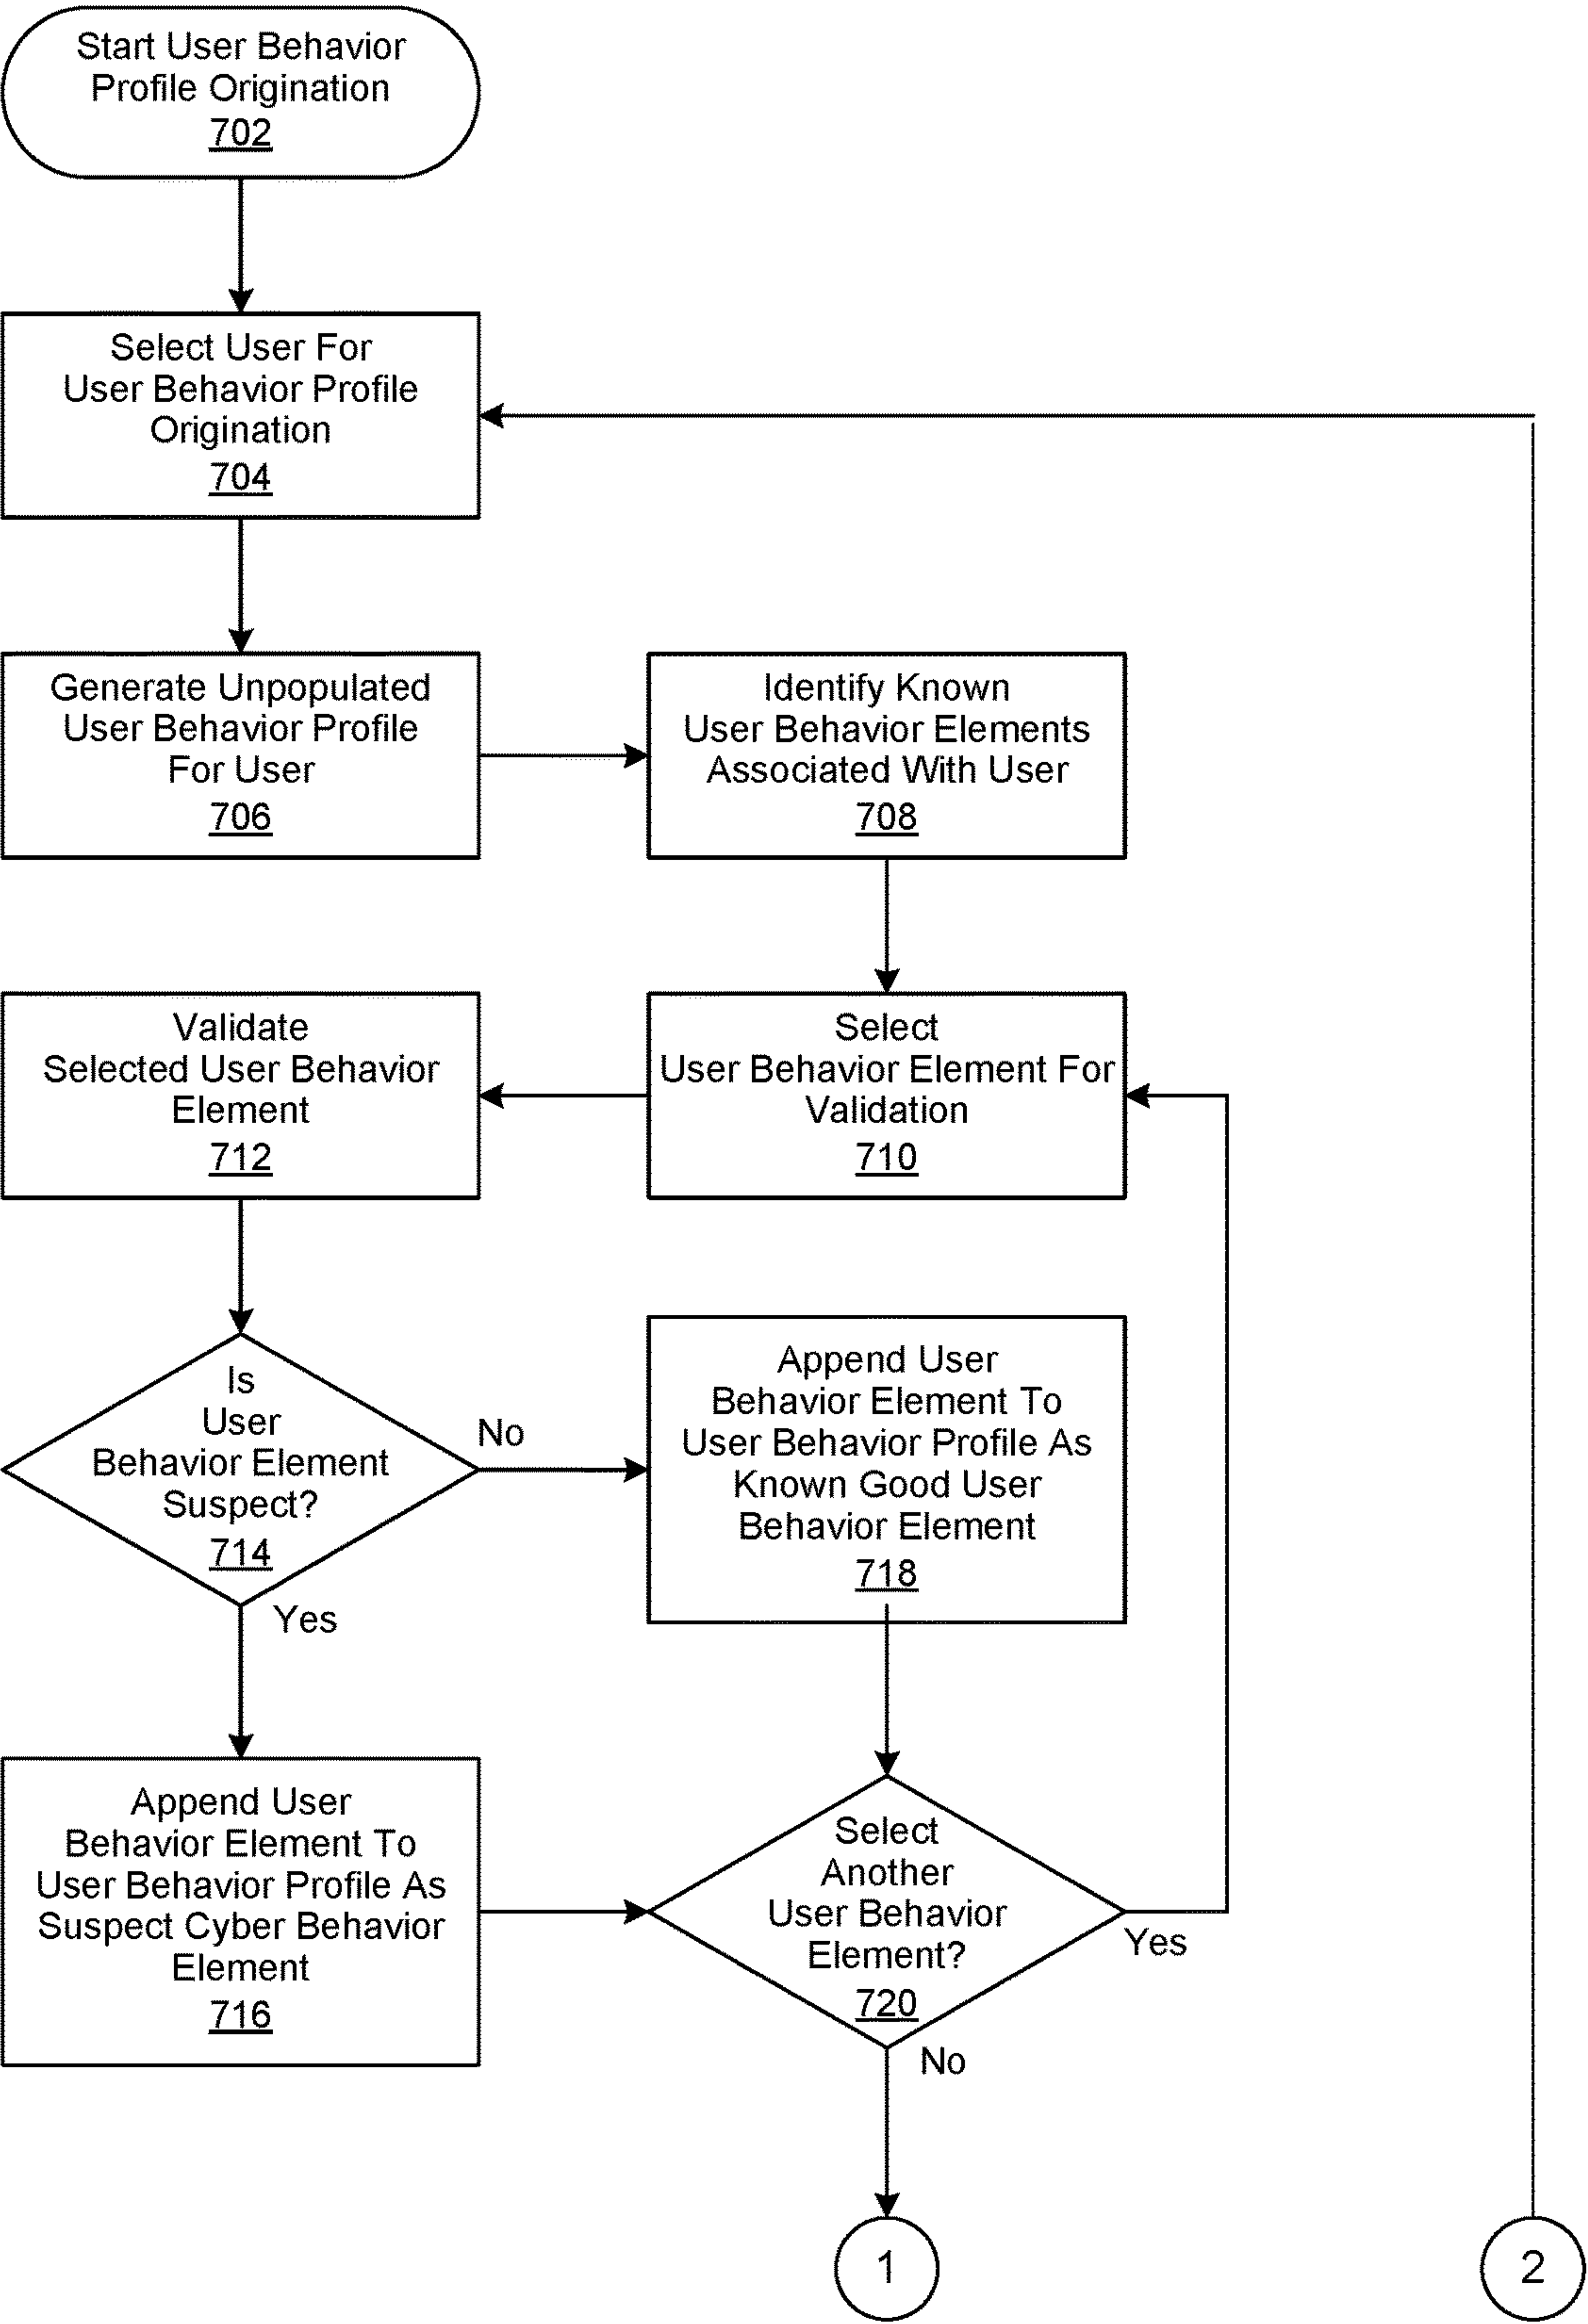 Start User Behavior
Profile Origination
702
Select User For
User Behavior Profile
Origination
704
Generate Unpopulated
User Behavior Profile
For User
706
Identify Known
User Behavior Elements
Associated With User
708
Select
User Behavior Element For
Validation
710
Validate
Selected User Behavior
Element
712
Is
User
Behavior Element
Suspect?
714
No
Yes
Append User
Behavior Element To
User Behavior Profile As
Known Good User
Behavior Element
718
Append User
Behavior Element To
User Behavior Profile As
Suspect Cyber Behavior
Element
716
Select
Another
User Behavior
Element?
720
Yes
No
1
2